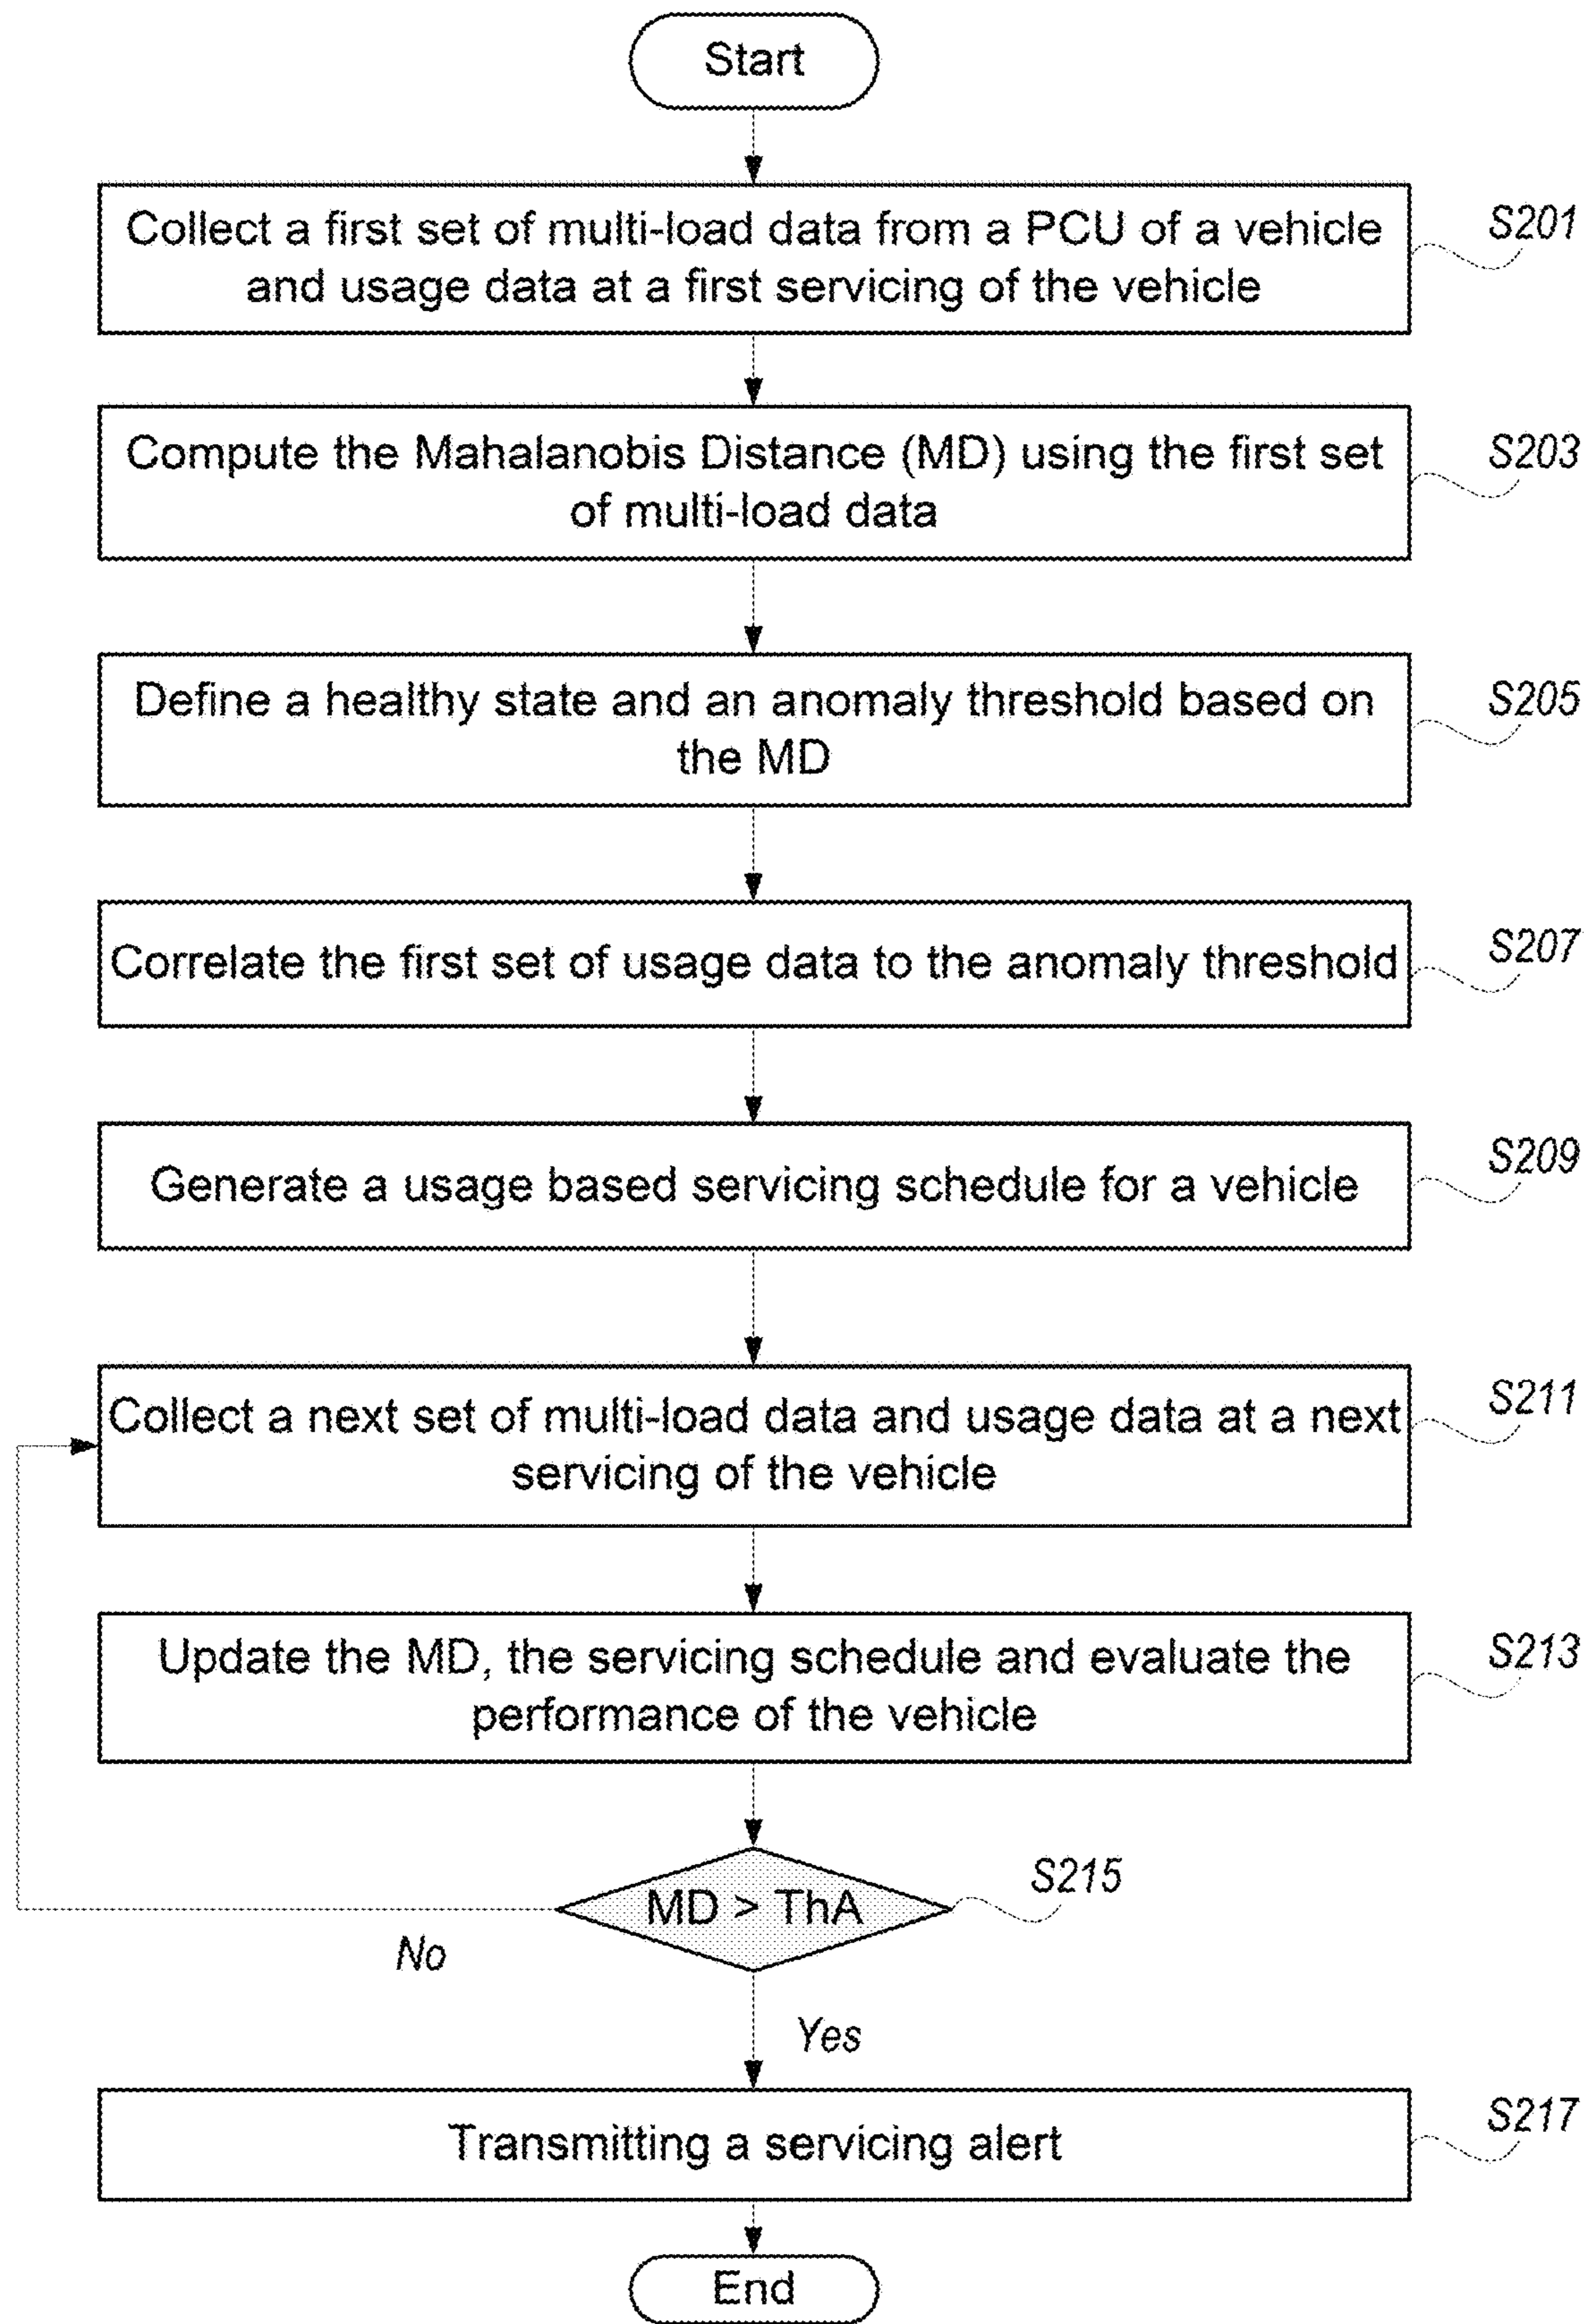 Start
Collect a first set of multi-load data from a PCU of a vehicle
and usage data at a first servicing of the vehicle
S201
Compute the Mahalanobis Distance (MD) using the first set
of multi-load data
S203
Define a healthy state and an anomaly threshold based on
the MD
S205
Correlate the first set of usage data to the anomaly threshold
S207
Generate a usage based servicing schedule for a vehicle
S209
Collect a next set of multi-load data and usage data at a next
servicing of the vehicle
S211
Update the MD, the servicing schedule and evaluate the
performance of the vehicle
S213
MD > ThA
S215
No
Yes
Transmitting a servicing alert
S217
End